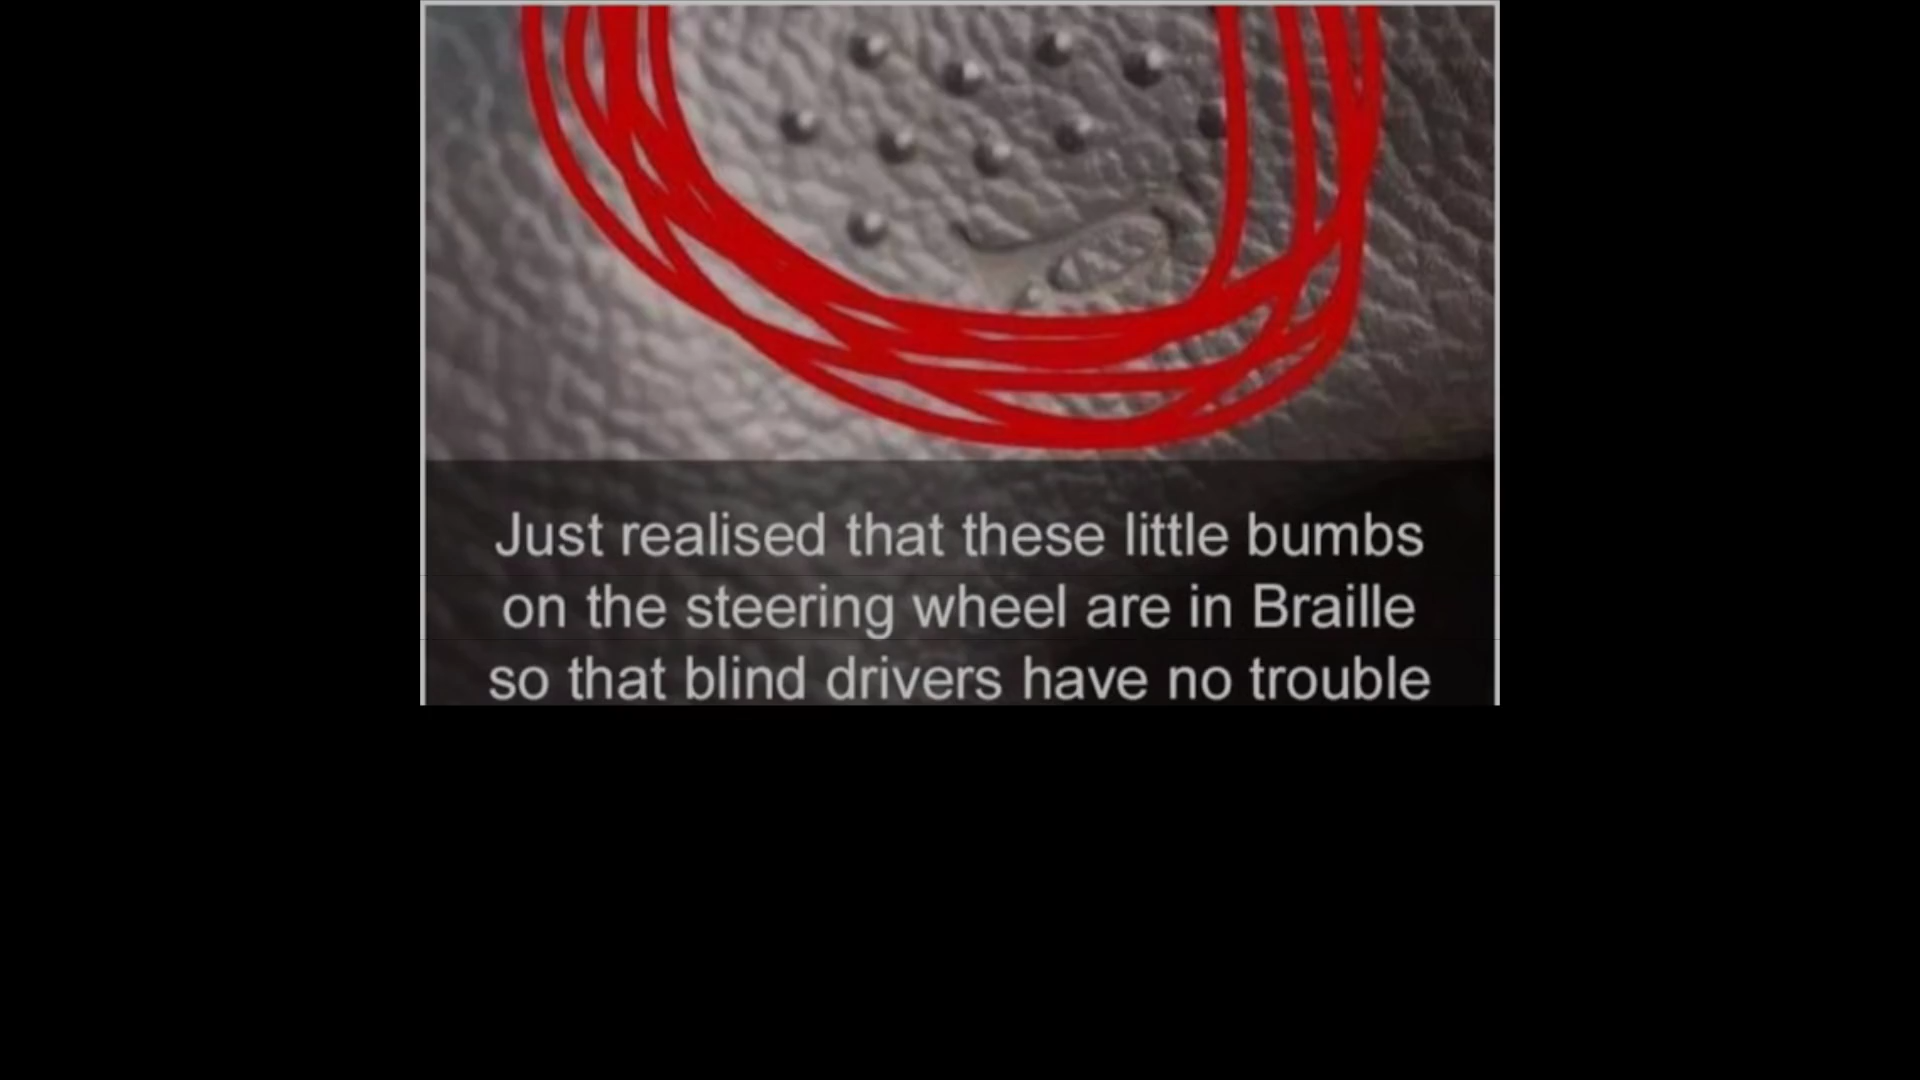 Just realised that these little bumbs
on the steering wheel are in Braille
so that blind drivers have no trouble